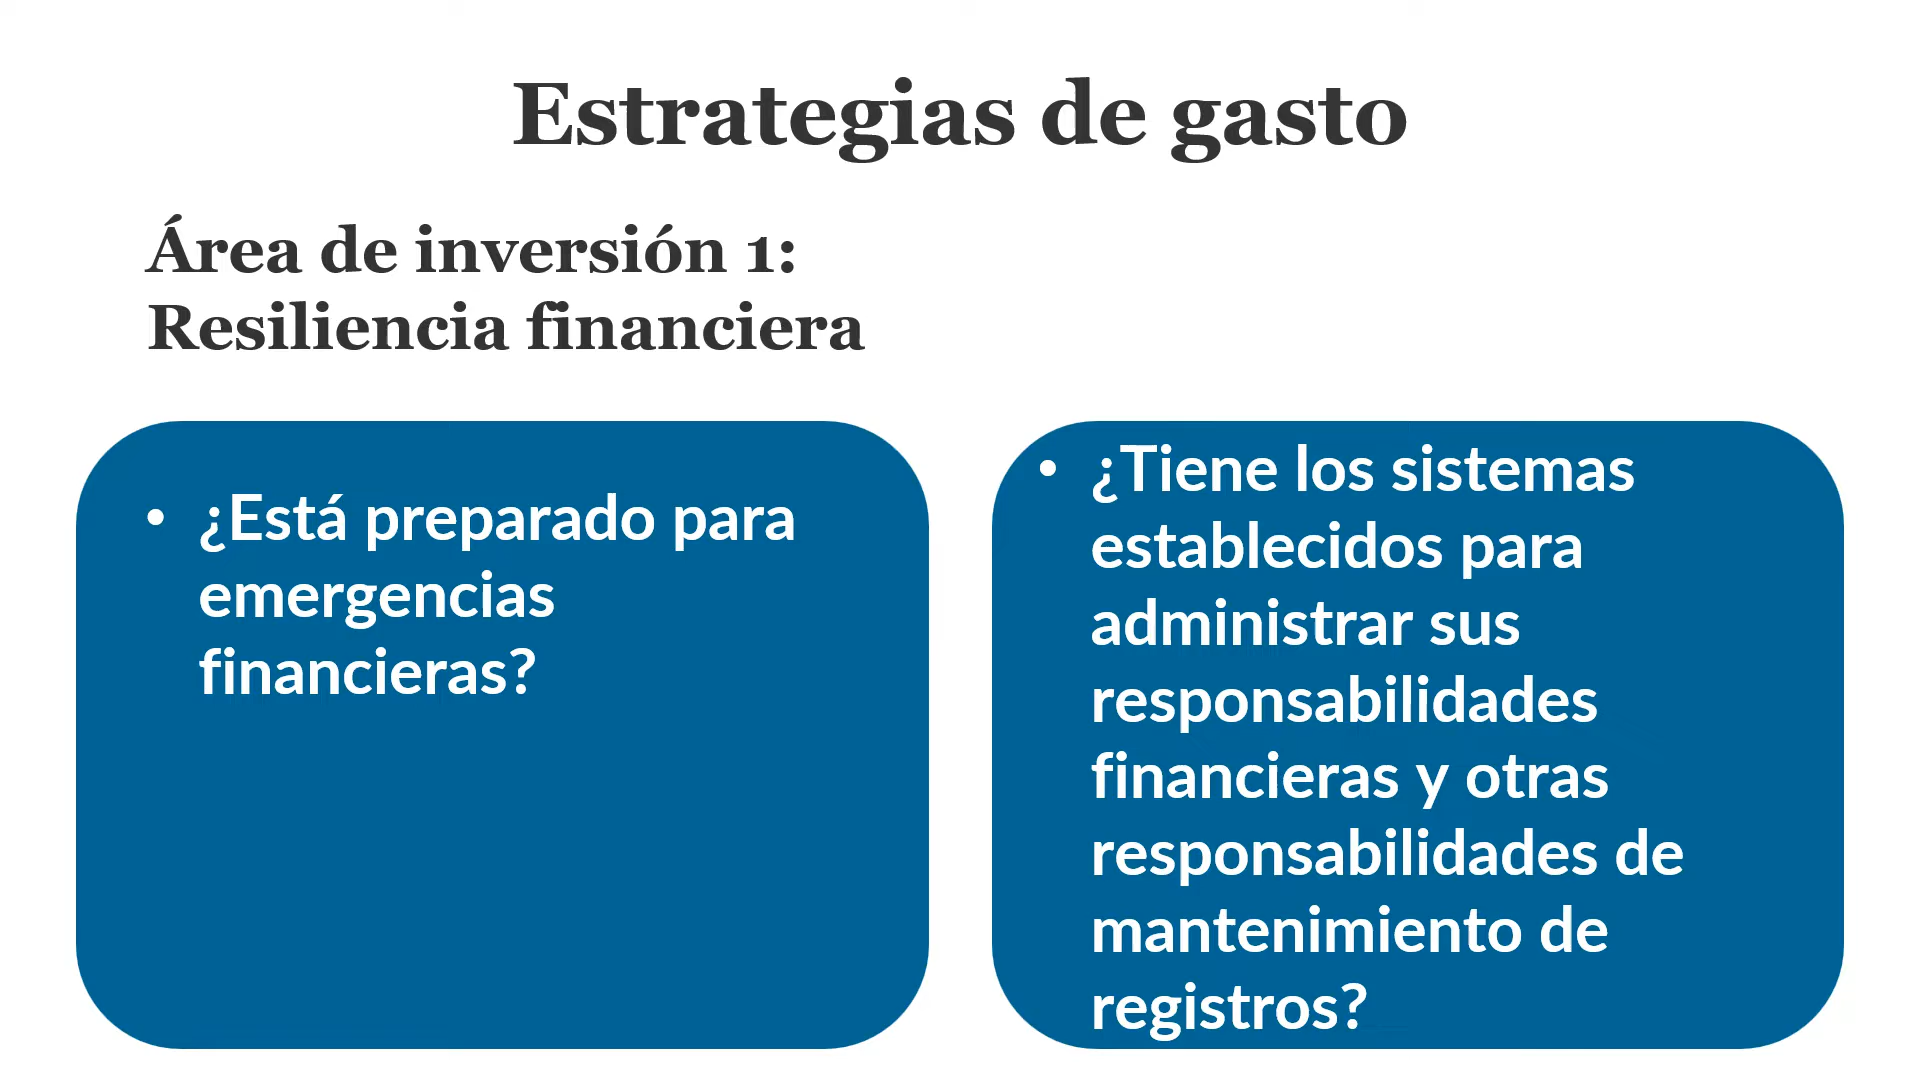 Estrategias de gasto
Área de inversión 1:
Resiliencia financiera
• ¿Está preparado para
emergencias
financieras?
• ¿Tiene los sistemas
establecidos para
administrar sus
responsabilidades
financieras y otras
responsabilidades de
mantenimiento de
registros?